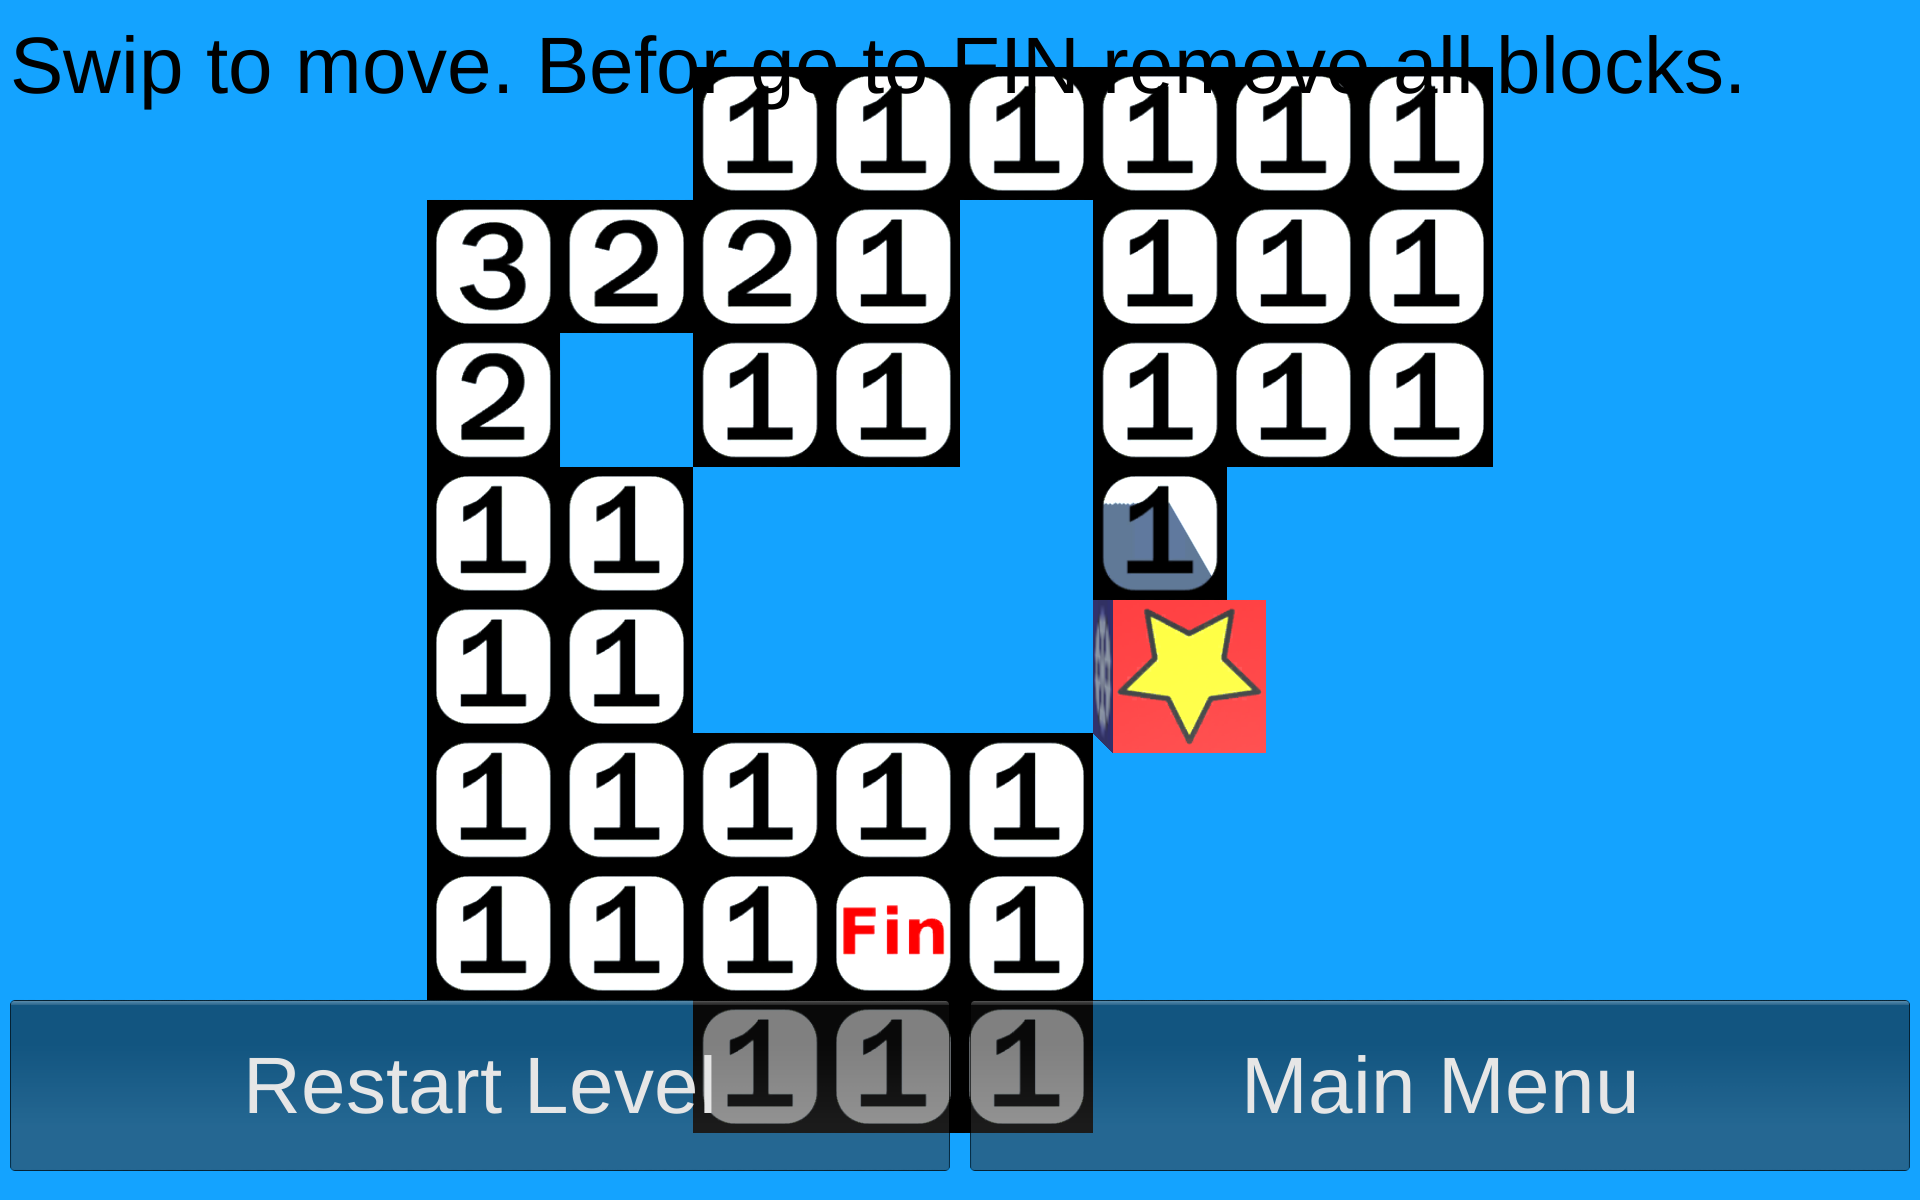 Swip to move. Befor go to FIN remove all blocks.
1 1 1 1 1 1
3 2 2 1 1 1 1
2 1 1 1 1 1
1 1 1
1 1
1 1 1 1 1
1 1 1 Fin 1
1 1 1
Restart Level
Main Menu